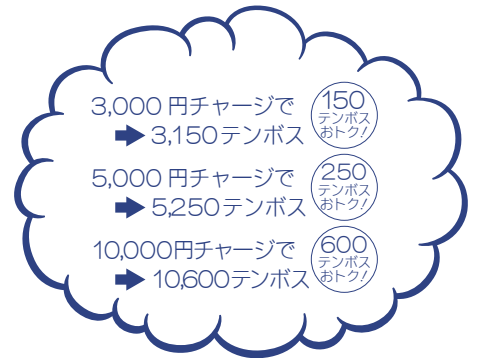 3,000 円チャージで
➡ 3,150テンボス
150
テンボス
おトク!
5,000 円チャージで
➡ 5,250テンボス
250
テンボス
おトク!
10,000円チャージで
➡ 10,600テンボス
600
テンボス
おトク!